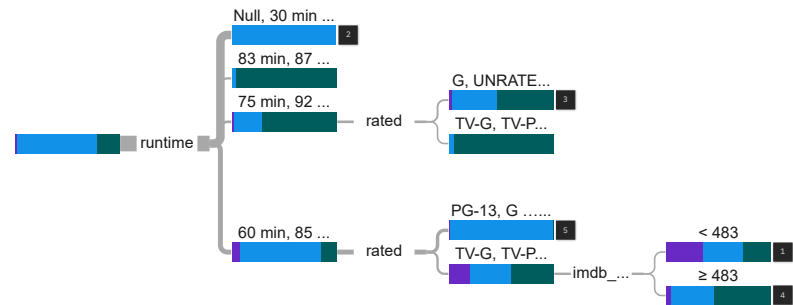 Null, 30 min ...
2
83 min, 87 ...
75 min, 92 ...
rated
G, UNRATE...
3
TV-G, TV-P...
runtime
60 min, 85 ...
rated
PG-13, G …...
5
TV-G, TV-P...
imdb_...
< 483
1
≥ 483
4